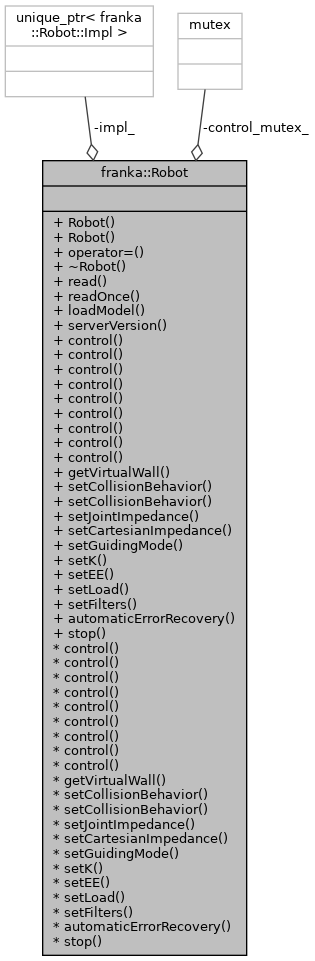 unique_ptr< franka
::Robot::Impl >
mutex
-impl_
-control_mutex_
franka::Robot
+ Robot()
+ Robot()
+ operator=()
+ ~Robot()
+ read()
+ readOnce()
+ loadModel()
+ serverVersion()
+ control()
+ control()
+ control()
+ control()
+ control()
+ control()
+ control()
+ control()
+ control()
+ getVirtualWall()
+ setCollisionBehavior()
+ setCollisionBehavior()
+ setJointImpedance()
+ setCartesianImpedance()
+ setGuidingMode()
+ setK()
+ setEE()
+ setLoad()
+ setFilters()
+ automaticErrorRecovery()
+ stop()
* control()
* control()
* control()
* control()
* control()
* control()
* control()
* control()
* control()
* getVirtualWall()
* setCollisionBehavior()
* setCollisionBehavior()
* setJointImpedance()
* setCartesianImpedance()
* setGuidingMode()
* setK()
* setEE()
* setLoad()
* setFilters()
* automaticErrorRecovery()
* stop()